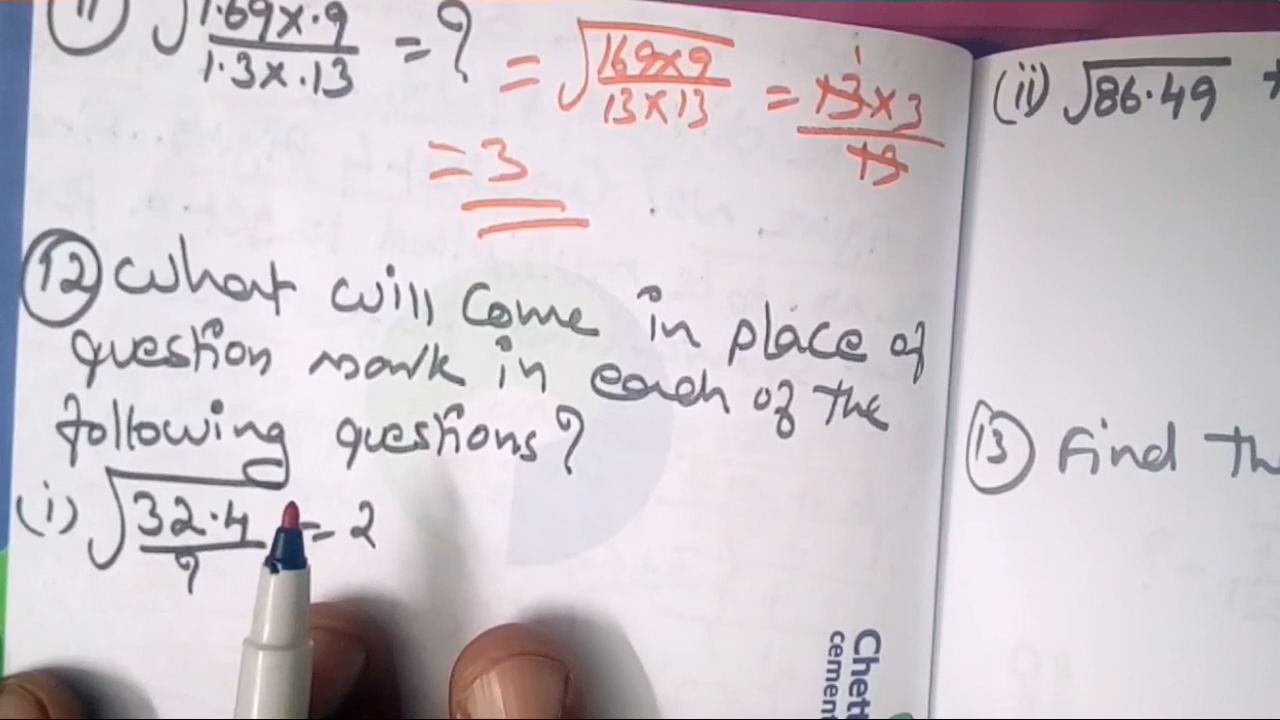 ii) √1.69×.9 / 1.3×.13 = ? = √169×9 / 13×13 = 13×3 / 13
= 3
(12) What will come in place of
question mark in each of the
following questions?
(i) √32.4 / ? = 2
Chett
cement
(ii) √86.49 +
(13) Find th